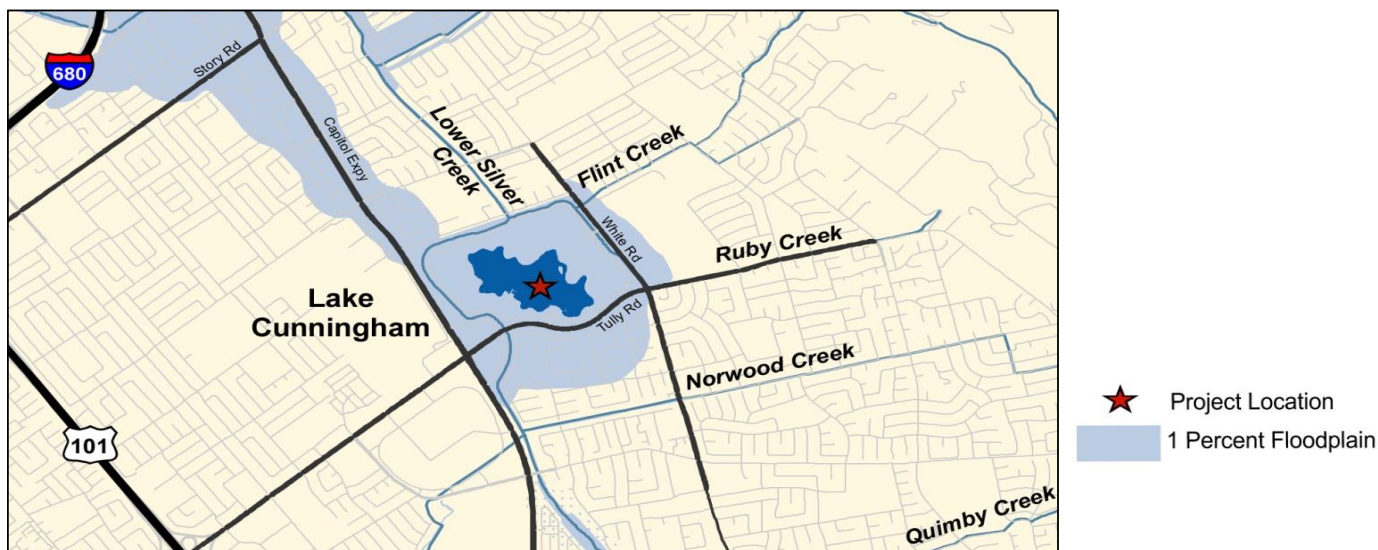 680
Story Rd
Capitol Expy
Lower Silver
Creek
Flint Creek
White Rd
Ruby Creek
Lake
Cunningham
Tully Rd
Norwood Creek
101
Quimby Creek
Project Location
1 Percent Floodplain